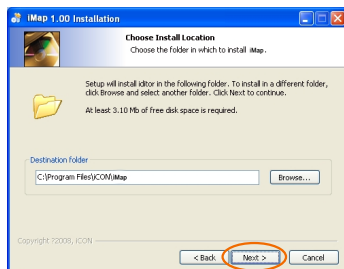 iMap 1.00 Installation
Choose Install Location
Choose the folder in which to install iMap.
Setup will install iditor in the following folder. To install in a different folder,
click Browse and select another folder. Click Next to continue.
At least 3.10 Mb of free disk space is required.
Destination folder
C:\Program Files\iCON\iMap
Browse...
Copyright ?2008, iCON
< Back
Next >
Cancel